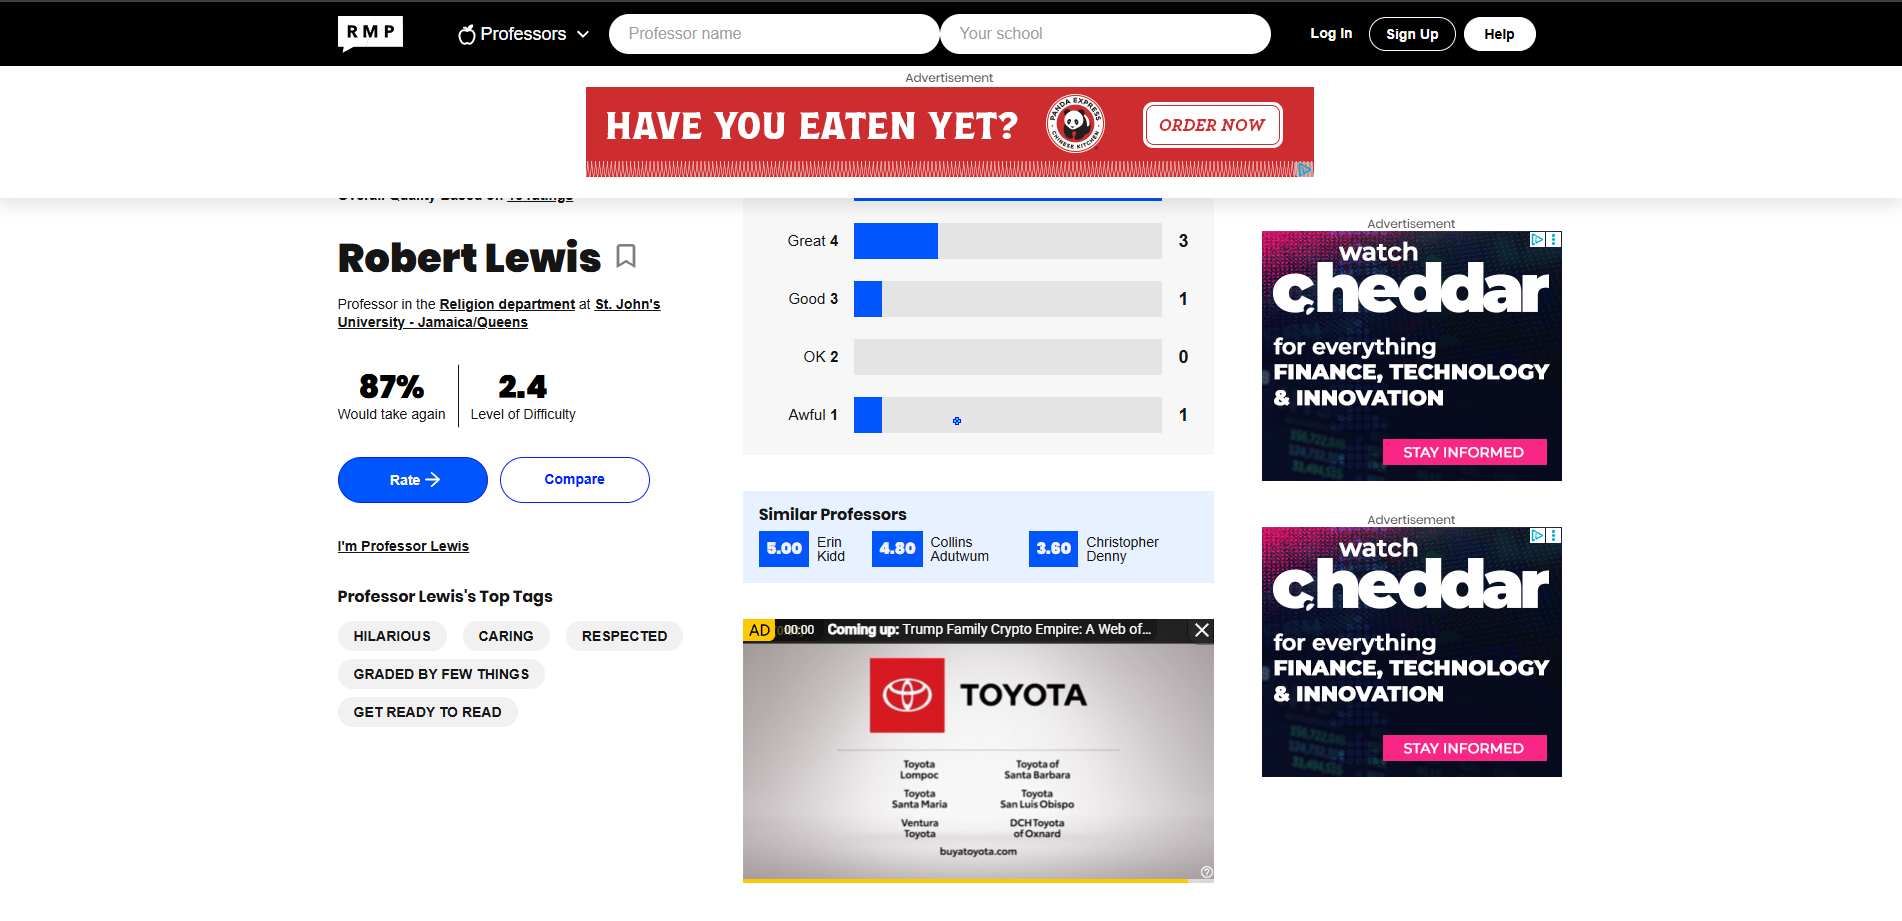 RMP
Professors
Professor name
Your school
Log In
Sign Up
Help
Advertisement
HAVE YOU EATEN YET?
PANDA EXPRESS
CHINESE KITCHEN
ORDER NOW
Robert Lewis
Professor in the Religion department at St. John's
University - Jamaica/Queens
87%
Would take again
2.4
Level of Difficulty
Rate
Compare
I'm Professor Lewis
Professor Lewis's Top Tags
HILARIOUS
CARING
RESPECTED
GRADED BY FEW THINGS
GET READY TO READ
Great 4
3
Good 3
1
OK 2
0
Awful 1
1
Similar Professors
5.00
Erin
Kidd
4.80
Collins
Adutwum
3.60
Christopher
Denny
AD
00:00
Coming up: Trump Family Crypto Empire: A Web of...
TOYOTA
Toyota
Lompoc
Toyota of
Santa Barbara
Toyota
Santa Maria
Toyota
San Luis Obispo
Ventura
Toyota
DCH Toyota
of Oxnard
buyatoyota.com
Advertisement
watch
cheddar
for everything
FINANCE, TECHNOLOGY
& INNOVATION
STAY INFORMED
Advertisement
watch
cheddar
for everything
FINANCE, TECHNOLOGY
& INNOVATION
STAY INFORMED